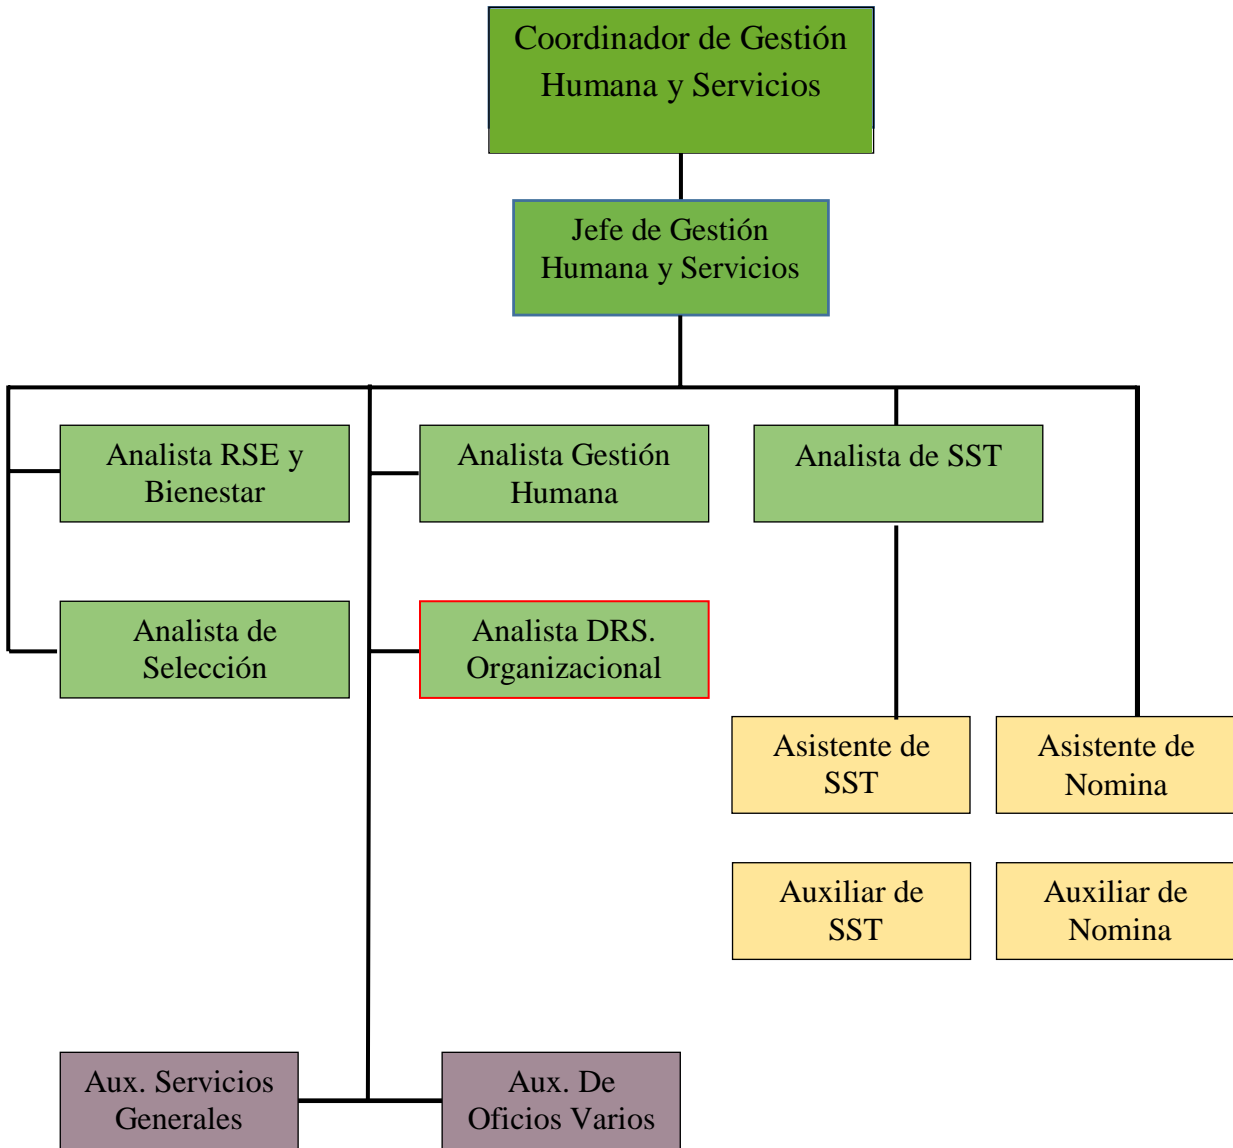 Coordinador de Gestión
Humana y Servicios
Jefe de Gestión
Humana y Servicios
Analista RSE y
Bienestar
Analista Gestión
Humana
Analista de SST
Analista de
Selección
Analista DRS.
Organizacional
Asistente de
SST
Asistente de
Nomina
Auxiliar de
SST
Auxiliar de
Nomina
Aux. Servicios
Generales
Aux. De
Oficios Varios